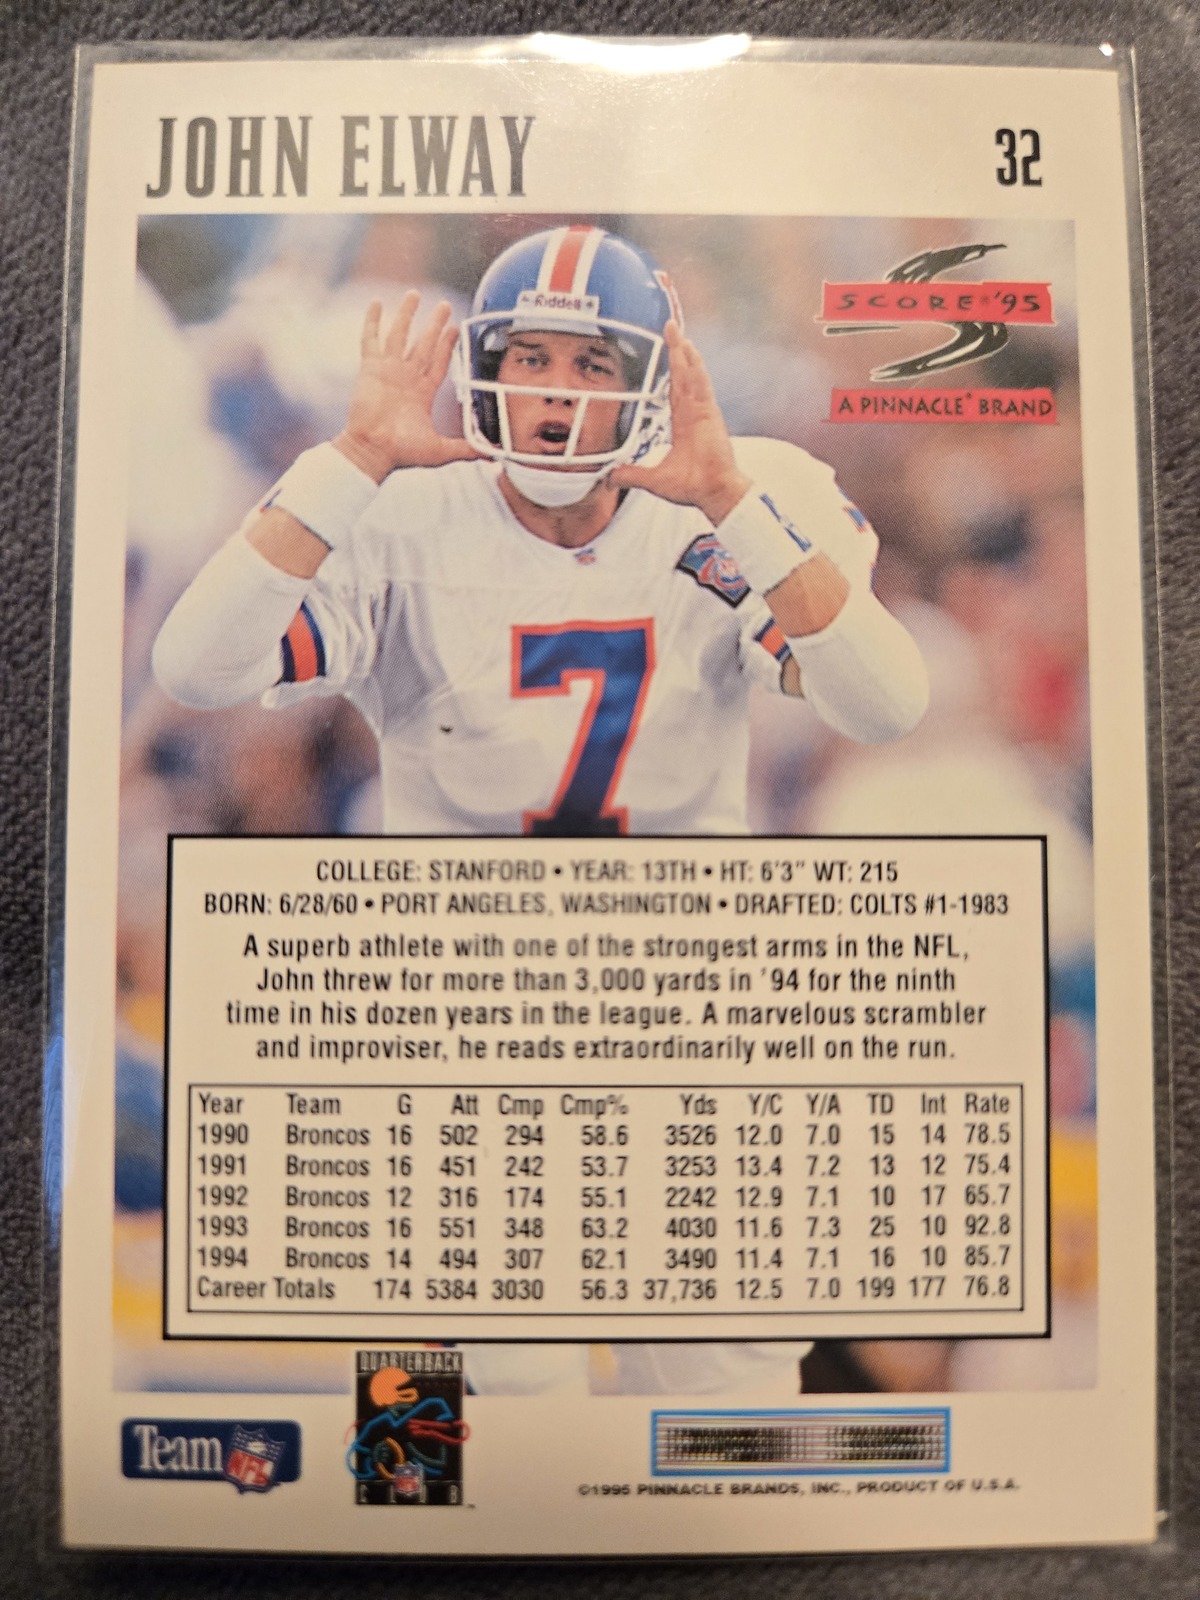 JOHN ELWAY
32
Riddell
SCORE '95
A PINNACLE® BRAND
7
COLLEGE: STANFORD • YEAR: 13TH • HT: 6'3" WT: 215
BORN: 6/28/60 • PORT ANGELES, WASHINGTON • DRAFTED: COLTS #1-1983
A superb athlete with one of the strongest arms in the NFL,
John threw for more than 3,000 yards in '94 for the ninth
time in his dozen years in the league. A marvelous scrambler
and improviser, he reads extraordinarily well on the run.
Year Team G Att Cmp Cmp% Yds Y/C Y/A TD Int Rate
1990 Broncos 16 502 294 58.6 3526 12.0 7.0 15 14 78.5
1991 Broncos 16 451 242 53.7 3253 13.4 7.2 13 12 75.4
1992 Broncos 12 316 174 55.1 2242 12.9 7.1 10 17 65.7
1993 Broncos 16 551 348 63.2 4030 11.6 7.3 25 10 92.8
1994 Broncos 14 494 307 62.1 3490 11.4 7.1 16 10 85.7
Career Totals 174 5384 3030 56.3 37,736 12.5 7.0 199 177 76.8
QUARTERBACK
CLUB™
Team NFL
©1995 PINNACLE BRANDS, INC., PRODUCT OF U.S.A.